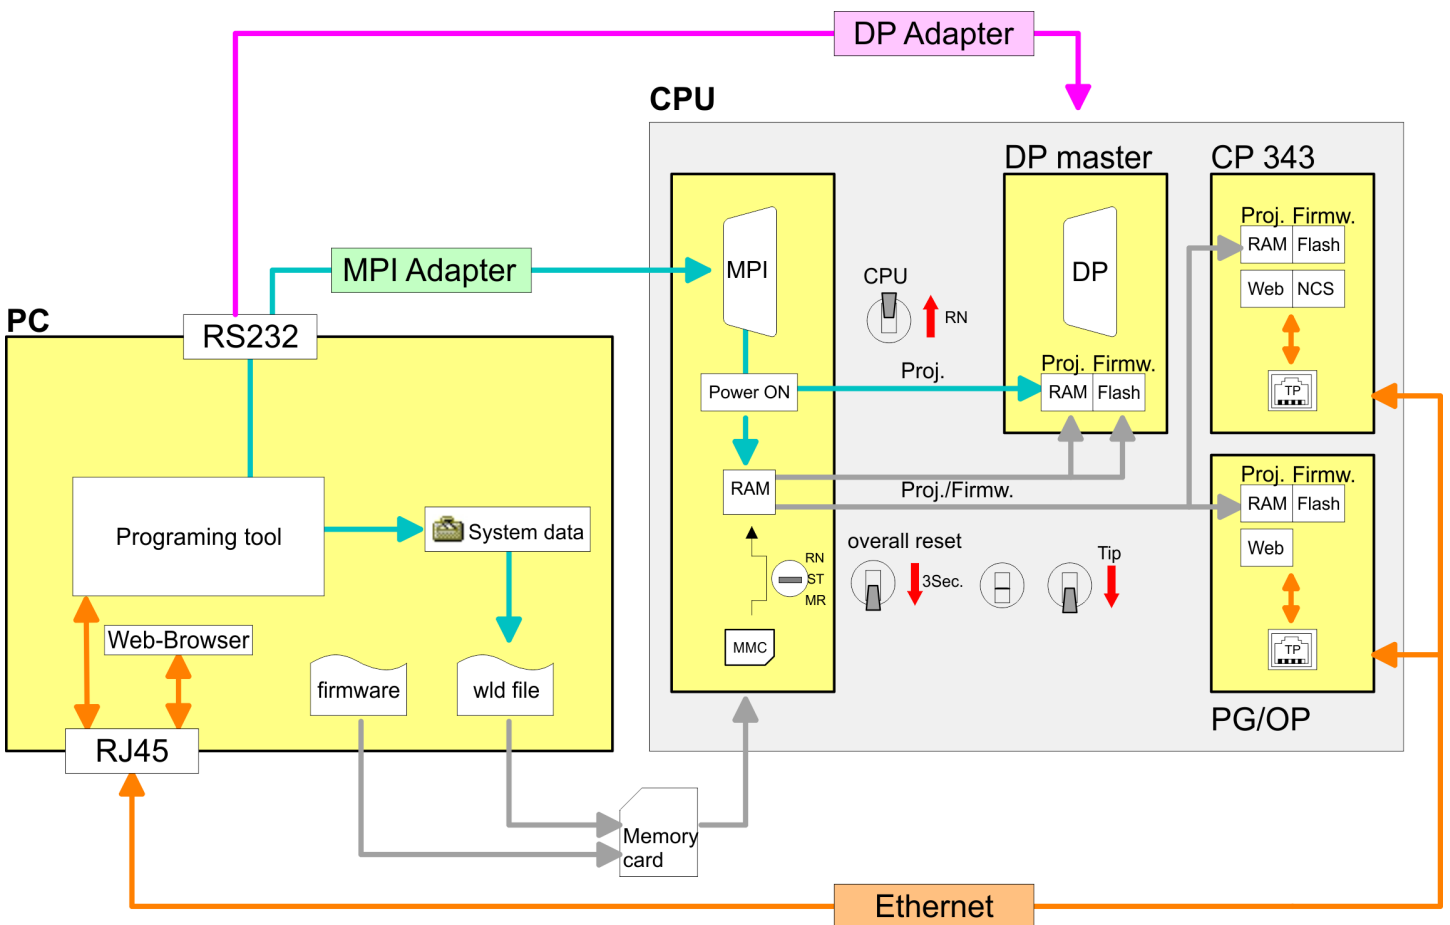 DP Adapter
CPU
DP master
CP 343
Proj. Firmw.
RAM Flash
MPI Adapter
MPI
CPU
DP
Web NCS
RN
PC
RS232
Proj.
Proj. Firmw.
Power ON
RAM Flash
TP
RAM
Proj./Firmw.
Proj. Firmw.
RAM Flash
Programing tool
System data
overall reset
Tip
Web
RN
ST
MR
3Sec.
Web-Browser
MMC
TP
firmware
wld file
PG/OP
RJ45
Memory
card
Ethernet